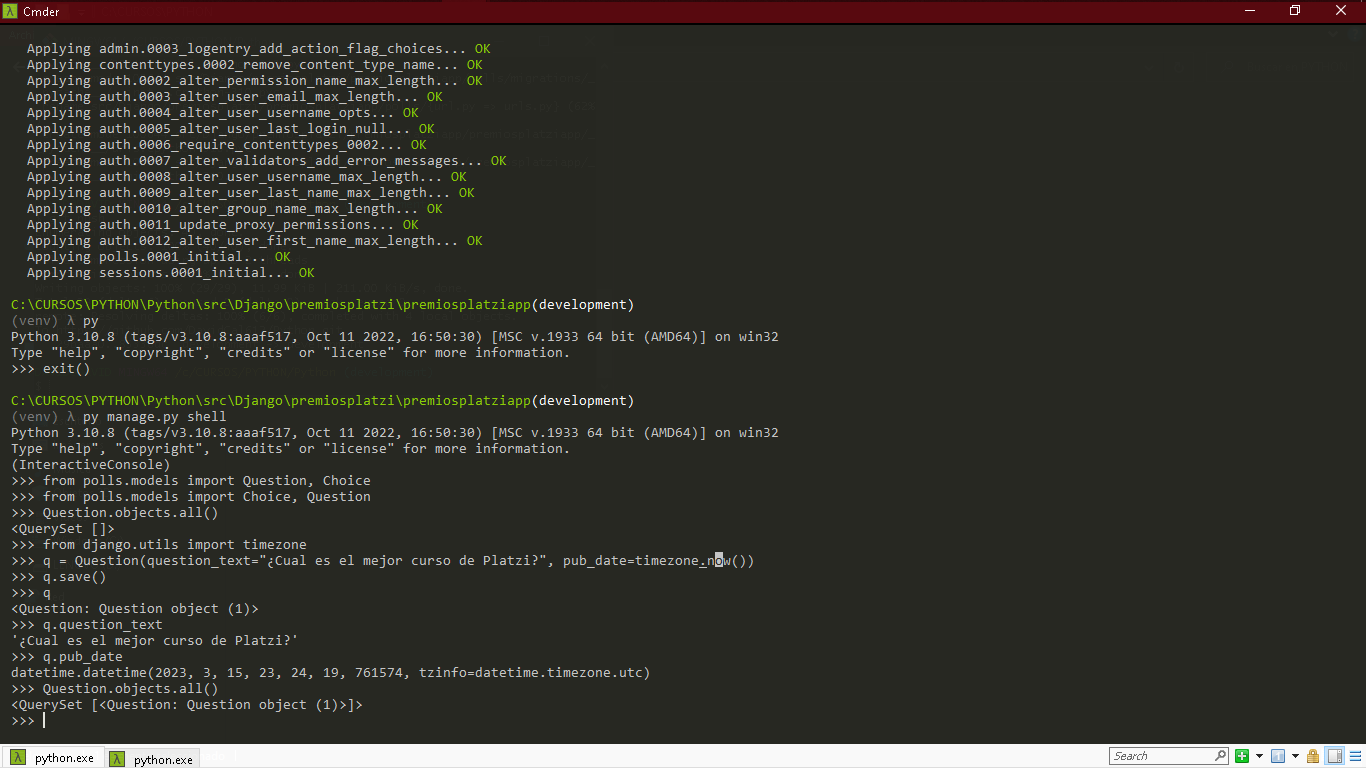 Cmder
Applying admin.0003_logentry_add_action_flag_choices... OK
Applying contenttypes.0002_remove_content_type_name... OK
Applying auth.0002_alter_permission_name_max_length... OK
Applying auth.0003_alter_user_email_max_length... OK
Applying auth.0004_alter_user_username_opts... OK
Applying auth.0005_alter_user_last_login_null... OK
Applying auth.0006_require_contenttypes_0002... OK
Applying auth.0007_alter_validators_add_error_messages... OK
Applying auth.0008_alter_user_username_max_length... OK
Applying auth.0009_alter_user_last_name_max_length... OK
Applying auth.0010_alter_group_name_max_length... OK
Applying auth.0011_update_proxy_permissions... OK
Applying auth.0012_alter_user_first_name_max_length... OK
Applying polls.0001_initial... OK
Applying sessions.0001_initial... OK
C:\CURSOS\PYTHON\Python\src\Django\premiosplatzi\premiosplatziapp(development)
(venv) λ py
Python 3.10.8 (tags/v3.10.8:aaaf517, Oct 11 2022, 16:50:30) [MSC v.1933 64 bit (AMD64)] on win32
Type "help", "copyright", "credits" or "license" for more information.
>>> exit()
C:\CURSOS\PYTHON\Python\src\Django\premiosplatzi\premiosplatziapp(development)
(venv) λ py manage.py shell
Python 3.10.8 (tags/v3.10.8:aaaf517, Oct 11 2022, 16:50:30) [MSC v.1933 64 bit (AMD64)] on win32
Type "help", "copyright", "credits" or "license" for more information.
(InteractiveConsole)
>>> from polls.models import Question, Choice
>>> from polls.models import Choice, Question
>>> Question.objects.all()
<QuerySet []>
>>> from django.utils import timezone
>>> q = Question(question_text="¿Cual es el mejor curso de Platzi?", pub_date=timezone.now())
>>> q.save()
>>> q
<Question: Question object (1)>
>>> q.question_text
'¿Cual es el mejor curso de Platzi?'
>>> q.pub_date
datetime.datetime(2023, 3, 15, 23, 24, 19, 761574, tzinfo=datetime.timezone.utc)
>>> Question.objects.all()
<QuerySet [<Question: Question object (1)>]>
>>>
λ python.exe
λ python.exe
Search